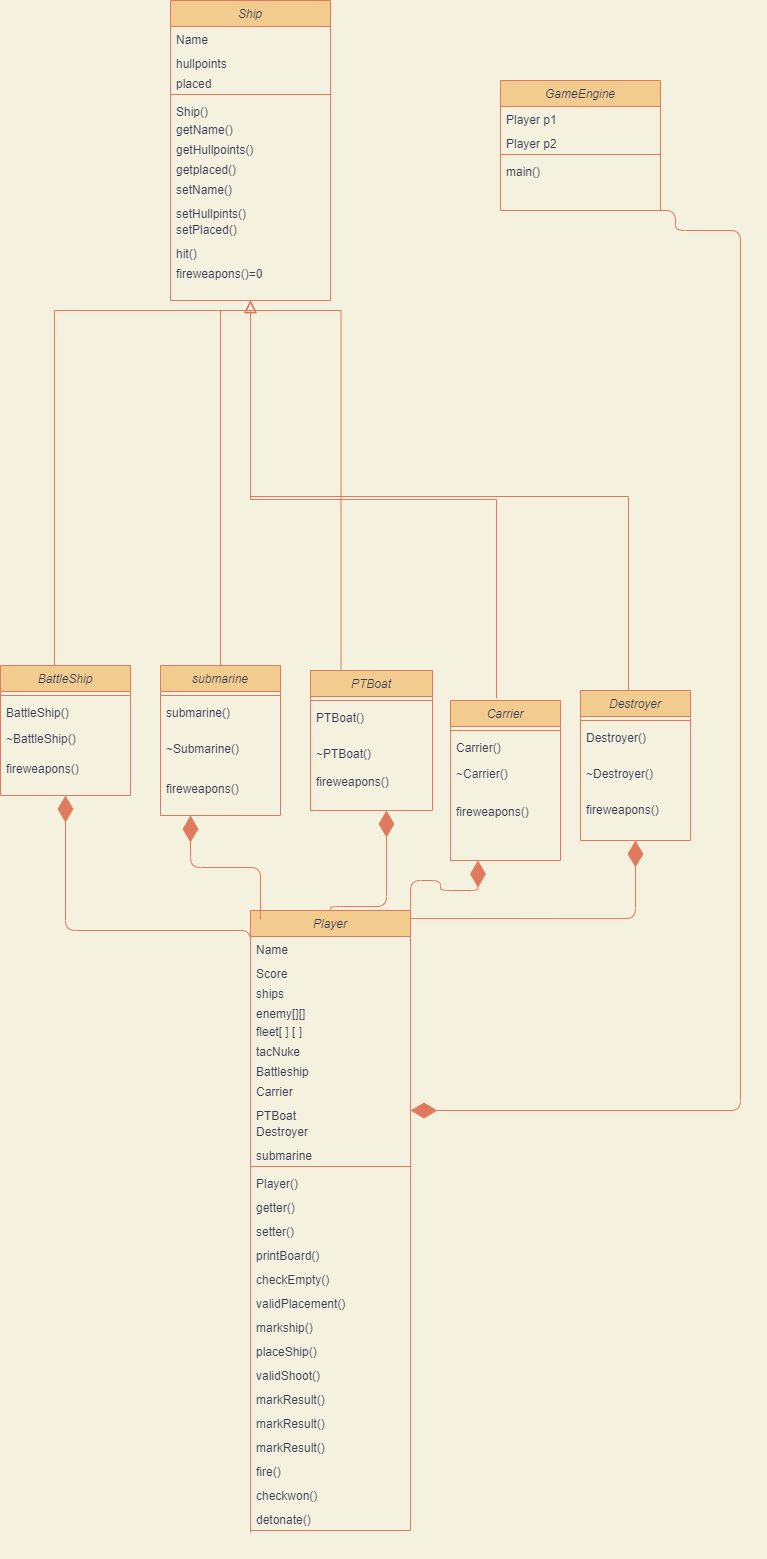 Ship
Name
hullpoints
placed
Ship()
getName()
getHullpoints()
getplaced()
setName()
setHullpints()
setPlaced()
hit()
fireweapons()=0
GameEngine
Player p1
Player p2
main()
BattleShip
BattleShip()
~BattleShip()
fireweapons()
submarine
submarine()
~Submarine()
fireweapons()
PTBoat
PTBoat()
~PTBoat()
fireweapons()
Carrier
Carrier()
~Carrier()
fireweapons()
Destroyer
Destroyer()
~Destroyer()
fireweapons()
Player
Name
Score
ships
enemy[][]
fleet[ ] [ ]
tacNuke
Battleship
Carrier
PTBoat
Destroyer
submarine
Player()
getter()
setter()
printBoard()
checkEmpty()
validPlacement()
markship()
placeShip()
validShoot()
markResult()
markResult()
markResult()
fire()
checkwon()
detonate()